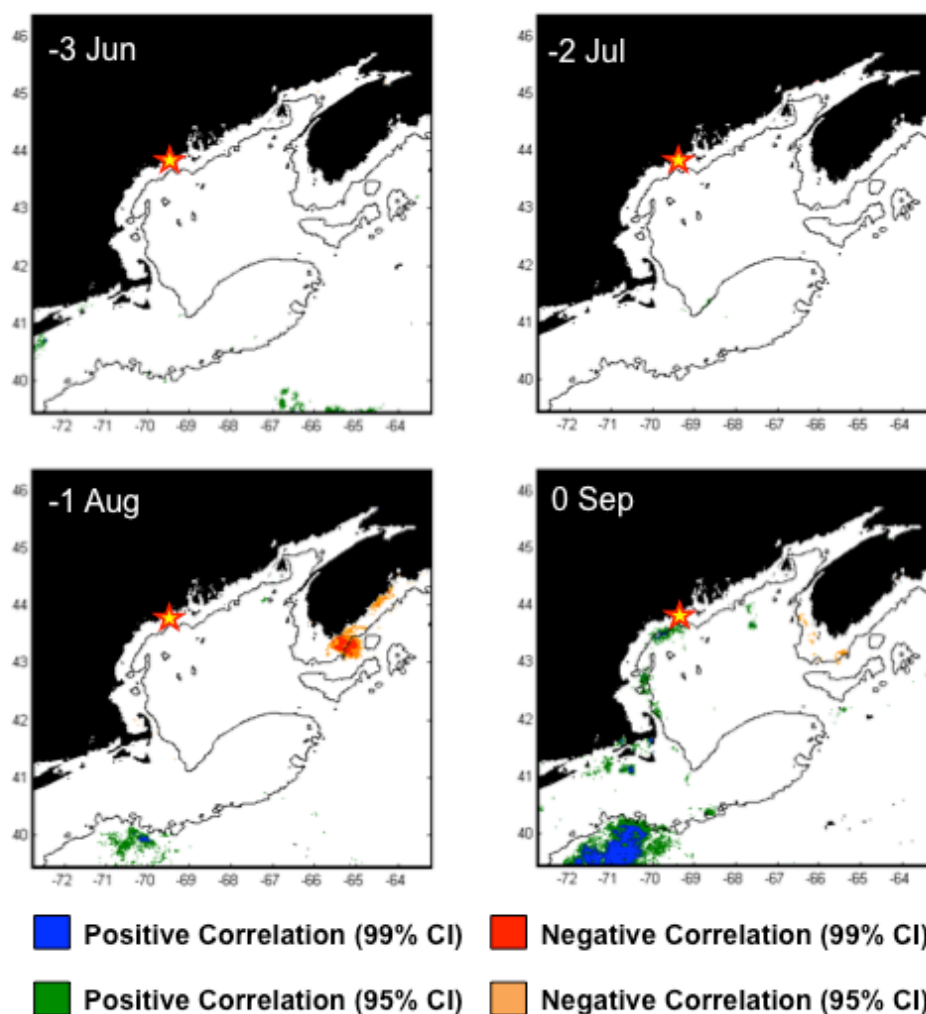 -3 Jun
46
45
44
43
42
41
40
-72 -71 -70 -69 -68 -67 -66 -65 -64
-2 Jul
46
45
44
43
42
41
40
-72 -71 -70 -69 -68 -67 -66 -65 -64
-1 Aug
46
45
44
43
42
41
40
-72 -71 -70 -69 -68 -67 -66 -65 -64
0 Sep
46
45
44
43
42
41
40
-72 -71 -70 -69 -68 -67 -66 -65 -64
Positive Correlation (99% CI)
Negative Correlation (99% CI)
Positive Correlation (95% CI)
Negative Correlation (95% CI)